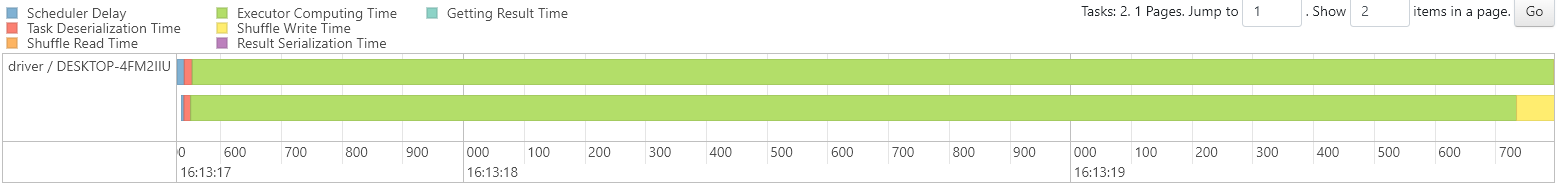 Scheduler Delay
Executor Computing Time
Getting Result Time
Tasks: 2. 1 Pages. Jump to 1 . Show 2 items in a page. Go
Task Deserialization Time
Shuffle Write Time
Shuffle Read Time
Result Serialization Time
driver / DESKTOP-4FM2IIU
0 600 700 800 900 000 100 200 300 400 500 600 700 800 900 000 100 200 300 400 500 600 700
16:13:17 16:13:18 16:13:19